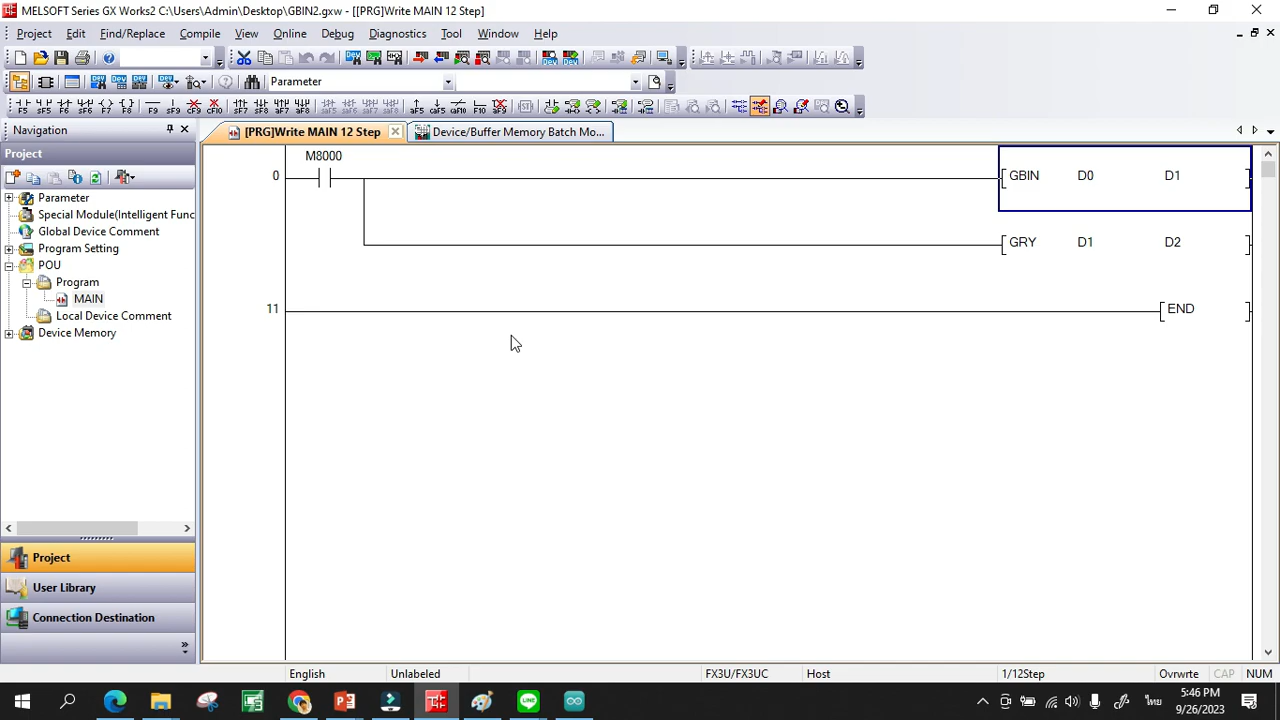 MELSOFT Series GX Works2 C:\Users\Admin\Desktop\GBIN2.gxw - [[PRG]Write MAIN 12 Step]
Project Edit Find/Replace Compile View Online Debug Diagnostics Tool Window Help
Parameter
Navigation
[PRG]Write MAIN 12 Step
Device/Buffer Memory Batch Mo...
Project
Parameter
Special Module(Intelligent Func
Global Device Comment
Program Setting
POU
Program
MAIN
Local Device Comment
Device Memory
M8000
0
GBIN D0 D1
GRY D1 D2
11
END
Project
User Library
Connection Destination
English Unlabeled FX3U/FX3UC Host 1/12Step Ovrwrte CAP NUM
ไทย
5:46 PM
9/26/2023